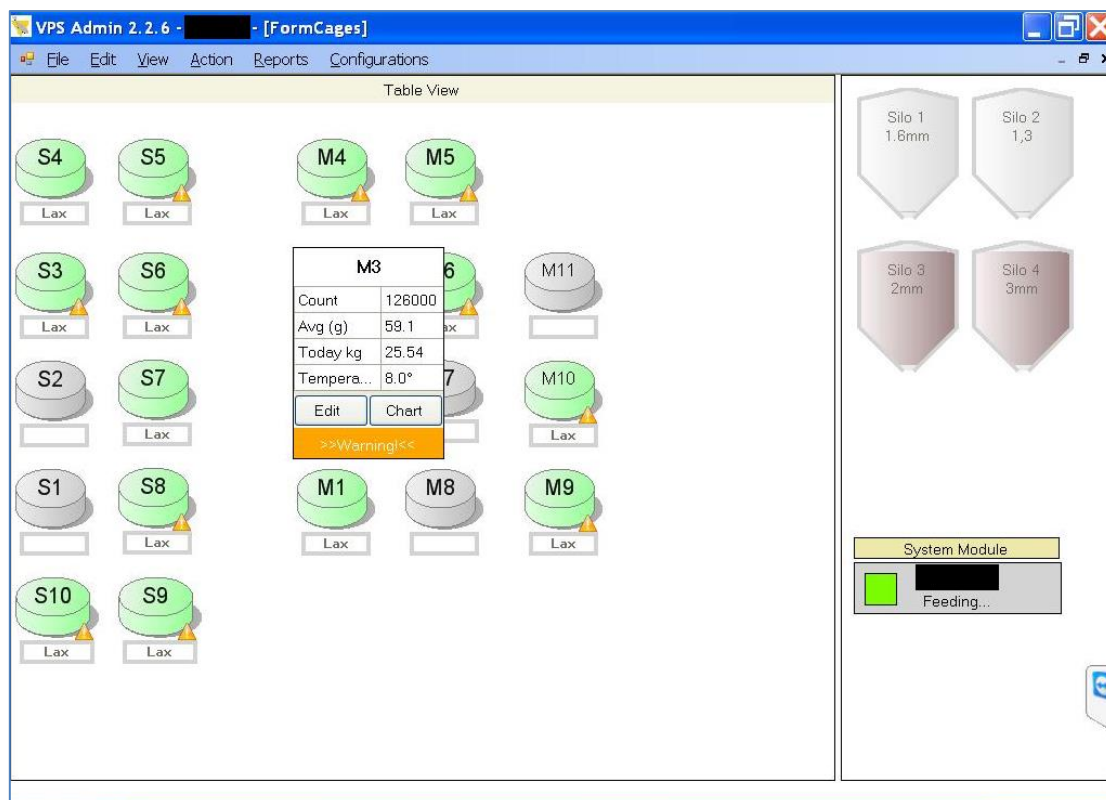 VPS Admin 2.2.6 - - [FormCages]
File Edit View Action Reports Configurations
Table View
S4 S5 M4 M5
Lax Lax Lax Lax
S3 S6 M11
Lax Lax
S2 S7 M10
Lax Lax
S1 S8 M1 M8 M9
Lax Lax Lax
S10 S9
Lax Lax
M3
Count 126000
Avg (g) 59.1
Today kg 25.54
Tempera... 8.0°
Edit Chart
>>Warning!<<
6
ax
7
Silo 1
1.6mm
Silo 2
1,3
Silo 3
2mm
Silo 4
3mm
System Module
Feeding...